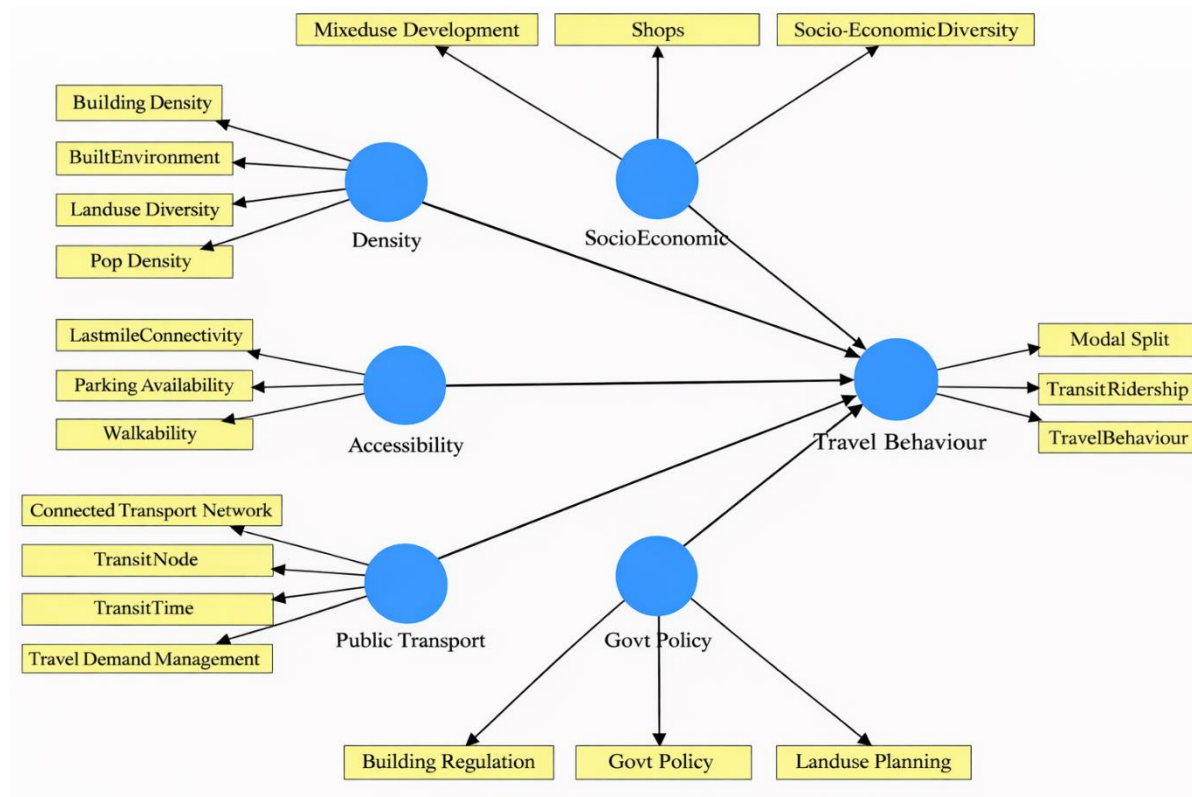 Mixeduse Development
Shops
Socio-EconomicDiversity
Building Density
BuiltEnvironment
Landuse Diversity
Pop Density
Density
SocioEconomic
LastmileConnectivity
Parking Availability
Walkability
Accessibility
Modal Split
TransitRidership
TravelBehaviour
Travel Behaviour
Connected Transport Network
TransitNode
TransitTime
Travel Demand Management
Public Transport
Govt Policy
Building Regulation
Govt Policy
Landuse Planning